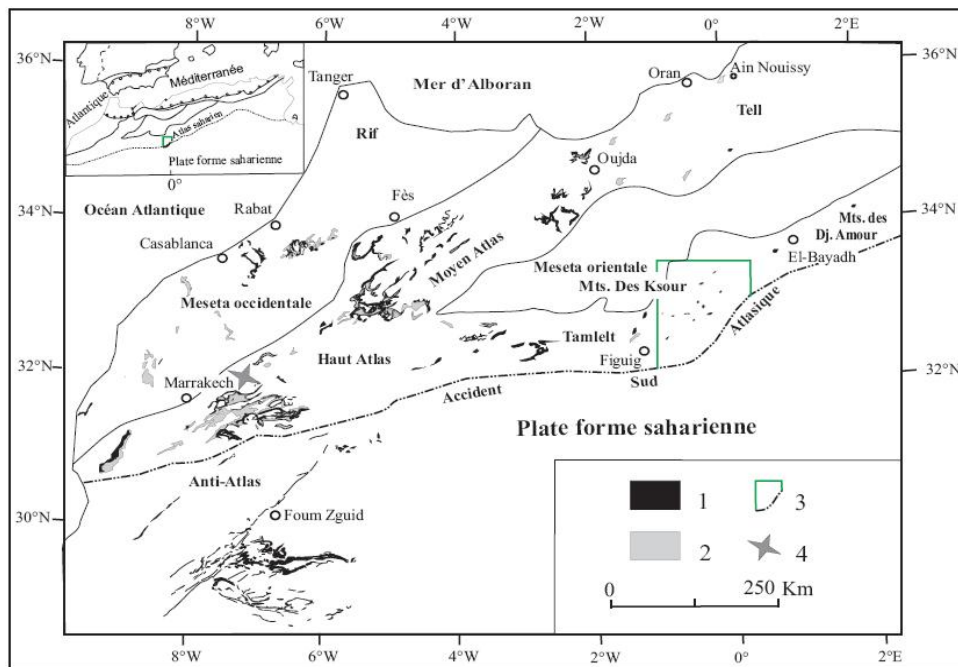 8°W 6°W 4°W 2°W 0° 2°E
36°N
36°N
Atlantique
Méditerranée
Atlas saharien
Plate forme saharienne
0°
Tanger
Mer d'Alboran
Oran
Ain Nouissy
Tell
Rif
Oujda
Océan Atlantique
Rabat
Fès
34°N
34°N
Casablanca
Moyen Atlas
Mts. des
Dj. Amour
El-Bayadh
Meseta occidentale
Meseta orientale
Mts. Des Ksour
Haut Atlas
Tamlelt
Figuig
32°N
32°N
Marrakech
Accident
Sud
Atlasique
Plate forme saharienne
Anti-Atlas
30°N
Foum Zguid
1
2
3
4
0 250 Km
8°W 6°W 4°W 2°W 0° 2°E